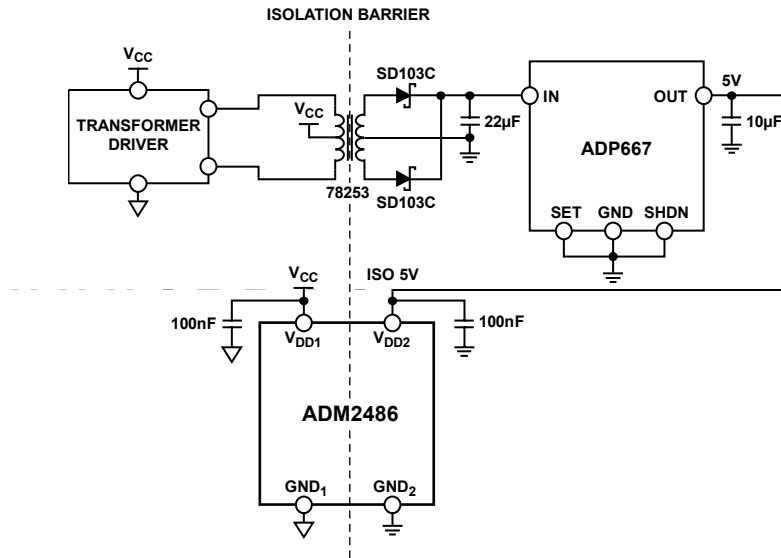 ISOLATION BARRIER
VCC
TRANSFORMER
DRIVER
VCC
78253
SD103C
SD103C
22µF
IN
OUT
ADP667
SET
GND
SHDN
5V
10µF
VCC
ISO 5V
100nF
VDD1
VDD2
100nF
ADM2486
GND1
GND2